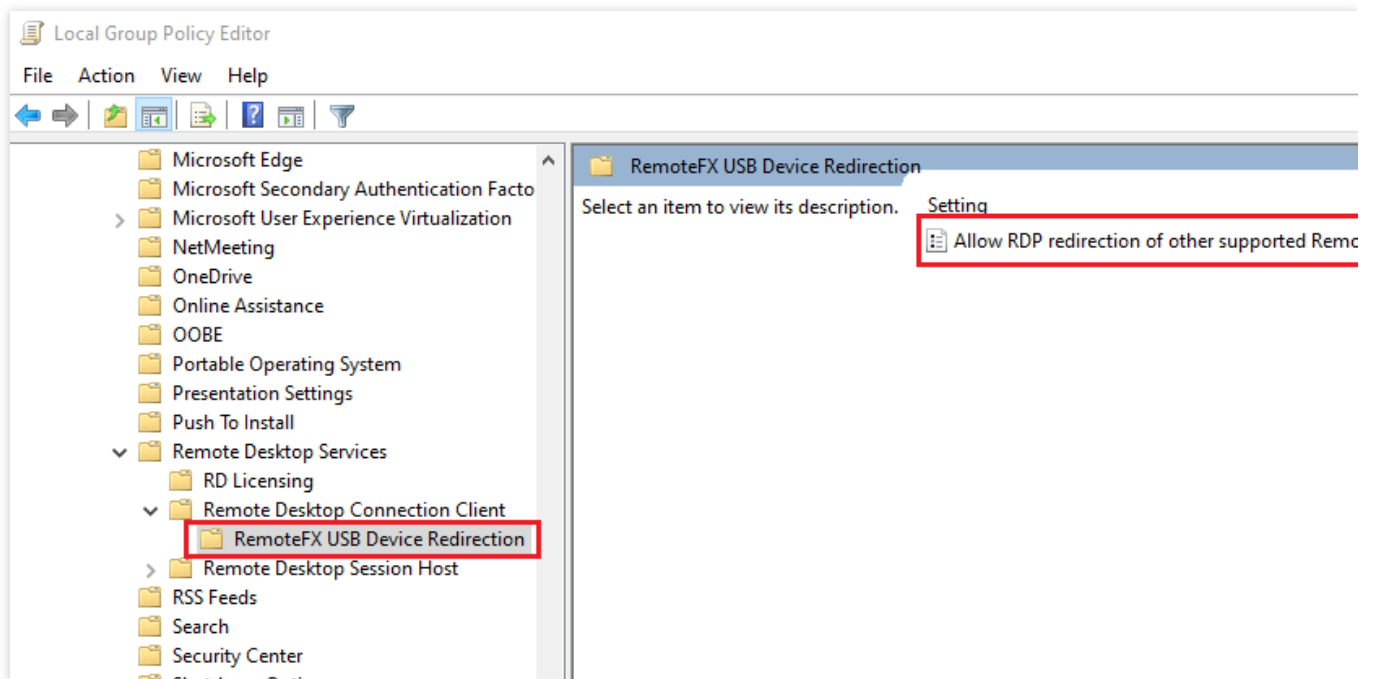 Local Group Policy Editor
File Action View Help
Microsoft Edge
Microsoft Secondary Authentication Facto
Microsoft User Experience Virtualization
NetMeeting
OneDrive
Online Assistance
OOBE
Portable Operating System
Presentation Settings
Push To Install
Remote Desktop Services
RD Licensing
Remote Desktop Connection Client
RemoteFX USB Device Redirection
Remote Desktop Session Host
RSS Feeds
Search
Security Center
RemoteFX USB Device Redirection
Select an item to view its description.
Setting
Allow RDP redirection of other supported Remo